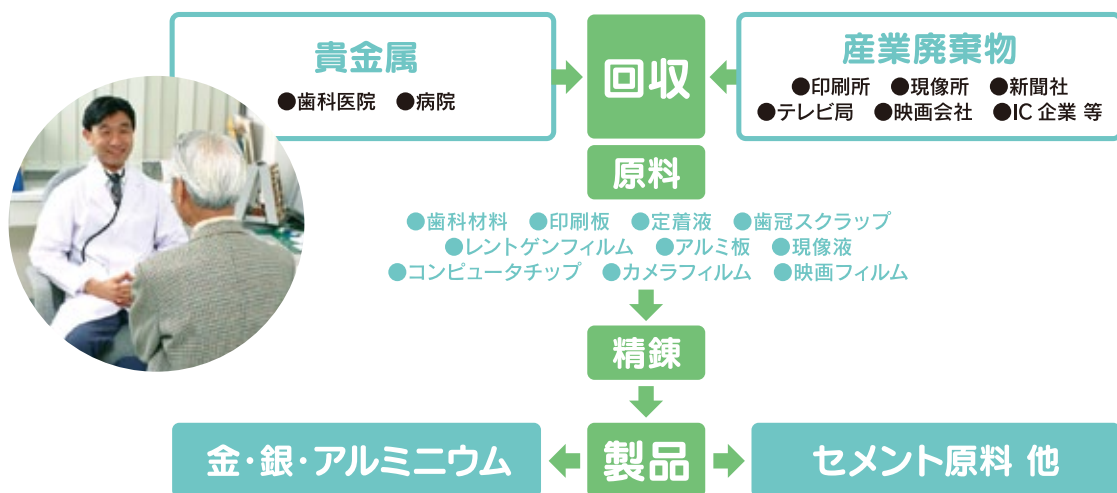 貴金属
●歯科医院 ●病院
回収
産業廃棄物
●印刷所 ●現像所 ●新聞社
●テレビ局 ●映画会社 ●IC企業 等
原料
●歯科材料 ●印刷板 ●定着液 ●歯冠スクラップ
●レントゲンフィルム ●アルミ板 ●現像液
●コンピュータチップ ●カメラフィルム ●映画フィルム
精錬
金・銀・アルミニウム
製品
セメント原料 他